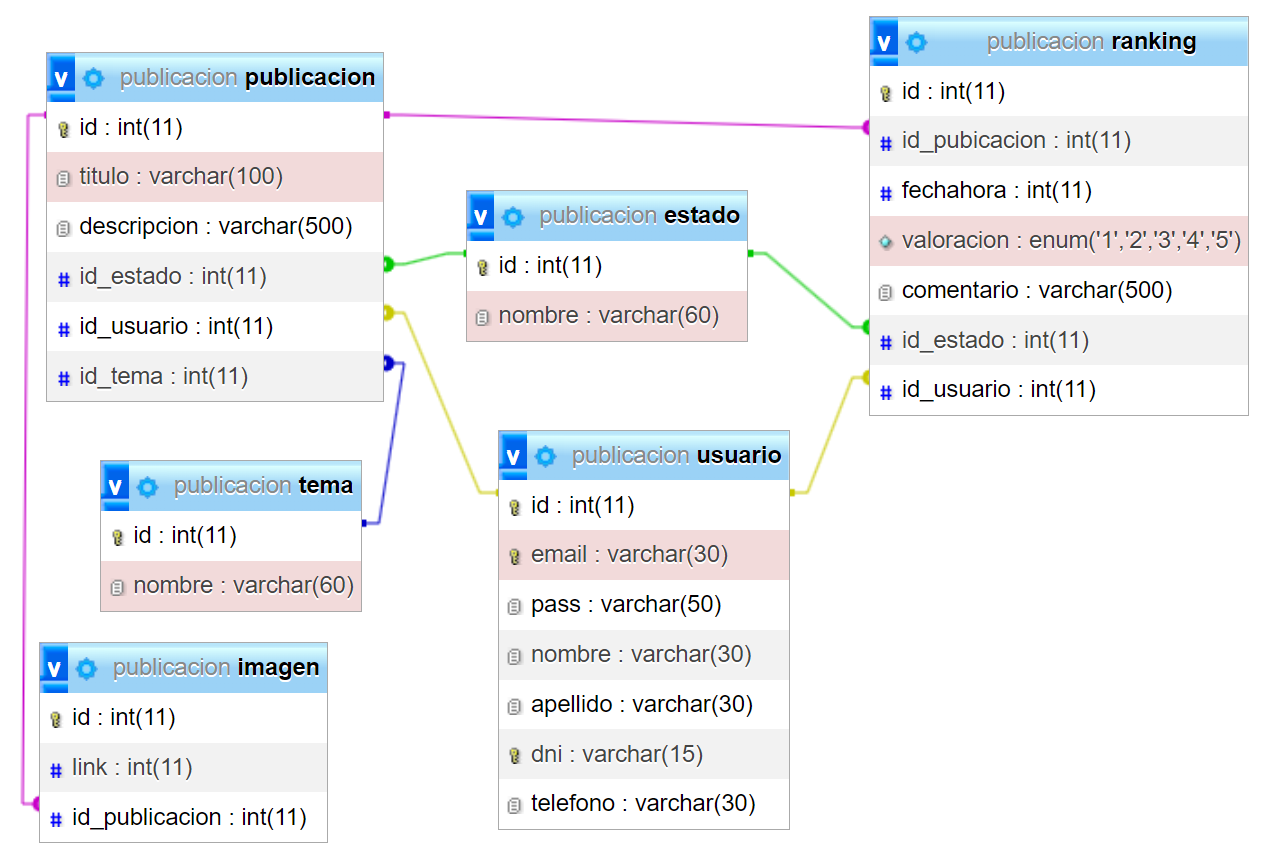 v publicacion publicacion
id : int(11)
titulo : varchar(100)
descripcion : varchar(500)
# id_estado : int(11)
# id_usuario : int(11)
# id_tema : int(11)
v publicacion estado
id : int(11)
nombre : varchar(60)
v publicacion ranking
id : int(11)
# id_pubicacion : int(11)
# fechahora : int(11)
valoracion : enum('1','2','3','4','5')
comentario : varchar(500)
# id_estado : int(11)
# id_usuario : int(11)
v publicacion tema
id : int(11)
nombre : varchar(60)
v publicacion usuario
id : int(11)
email : varchar(30)
pass : varchar(50)
nombre : varchar(30)
apellido : varchar(30)
dni : varchar(15)
telefono : varchar(30)
v publicacion imagen
id : int(11)
# link : int(11)
# id_publicacion : int(11)